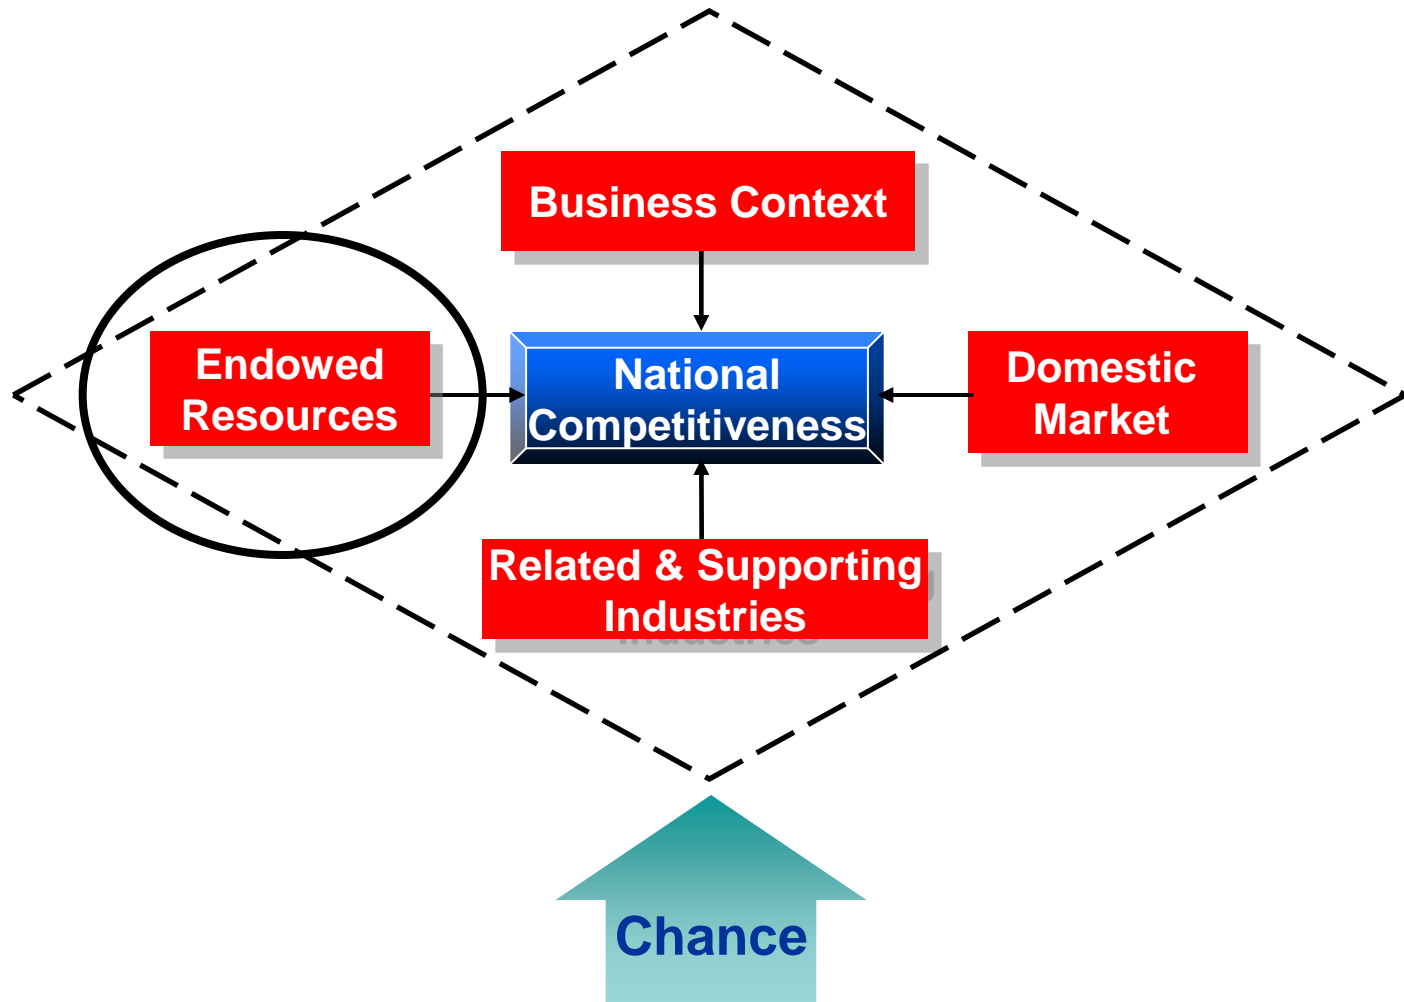 Business Context
Endowed
Resources
National
Competitiveness
Domestic
Market
Related & Supporting
Industries
Chance